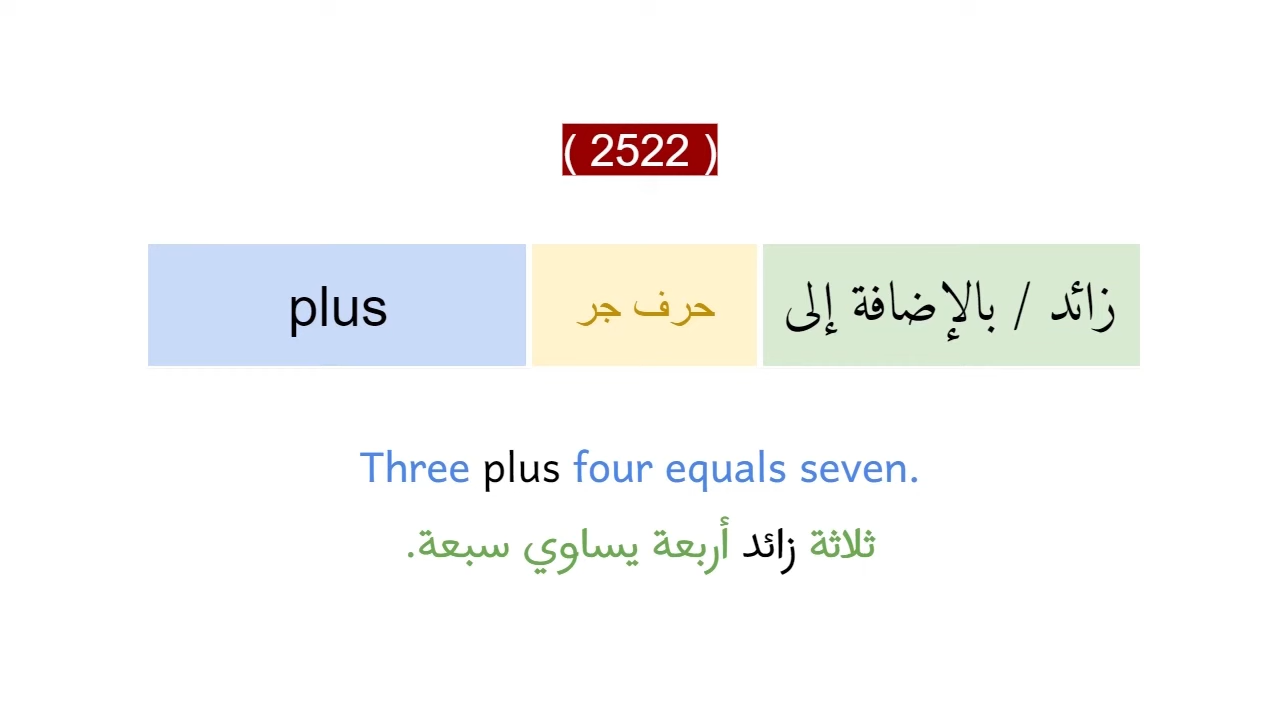 ( 2522 )
plus
حرف جر
زائد / بالإضافة إلى
Three plus four equals seven.
ثلاثة زائد أربعة يساوي سبعة.